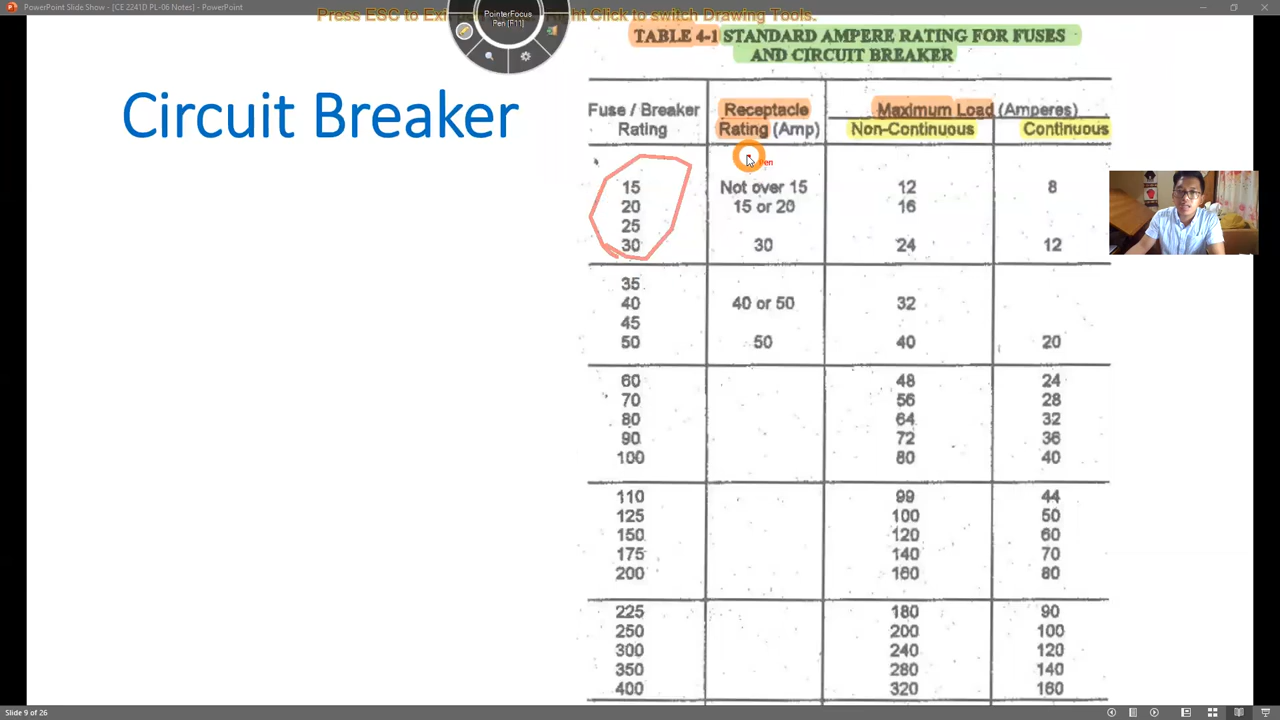 PowerPoint Slide Show - [CE 2241D PL-06 Notes] - PowerPoint
Press ESC to Exi
ght Click to switch Drawing Tools.
PointerFocus
Pen [F11]
Circuit Breaker
TABLE 4-1 STANDARD AMPERE RATING FOR FUSES
AND CIRCUIT BREAKER
Fuse / Breaker Receptacle Maximum Load (Amperes)
Rating Rating (Amp) Non-Continuous Continuous
Pen
15 Not over 15 12 8
20 15 or 20 16
25
30 30 24 12
35
40 40 or 50 32
45
50 50 40 20
60 48 24
70 56 28
80 64 32
90 72 36
100 80 40
110 99 44
125 100 50
150 120 60
175 140 70
200 160 80
225 180 90
250 200 100
300 240 120
350 280 140
400 320 160
Slide 9 of 26